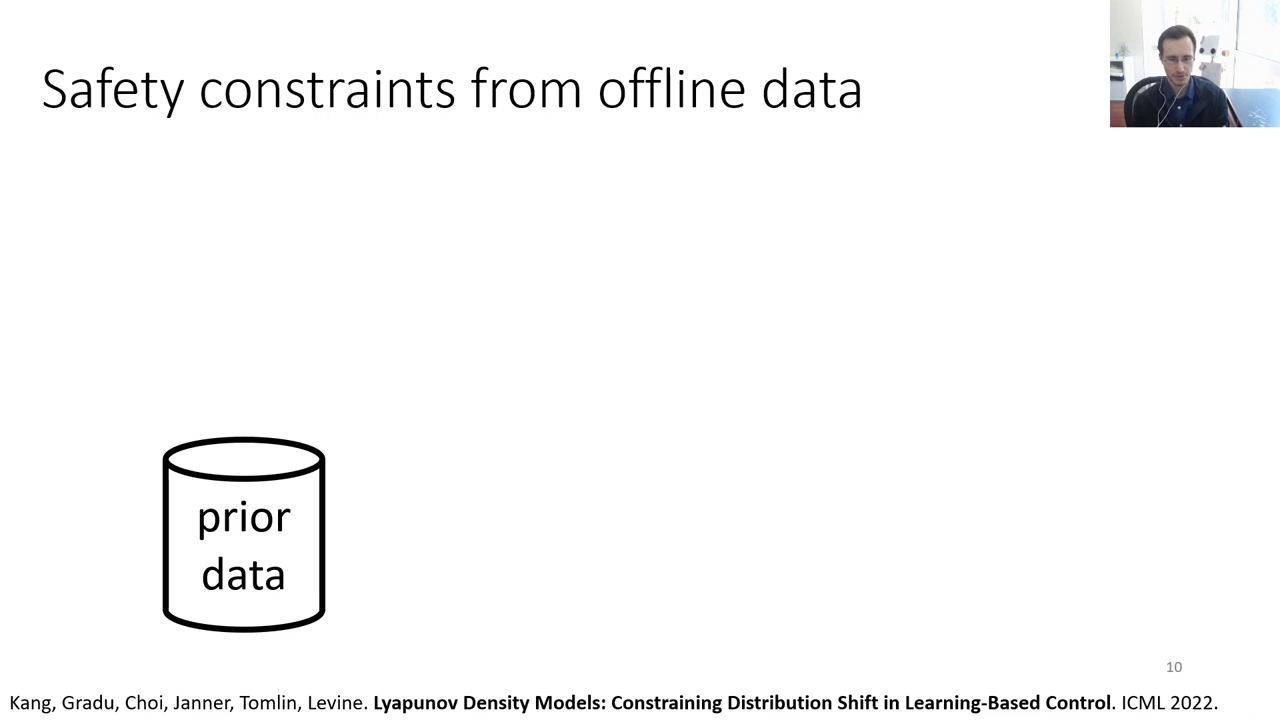 Safety constraints from offline data
prior
data
10
Kang, Gradu, Choi, Janner, Tomlin, Levine. Lyapunov Density Models: Constraining Distribution Shift in Learning-Based Control. ICML 2022.